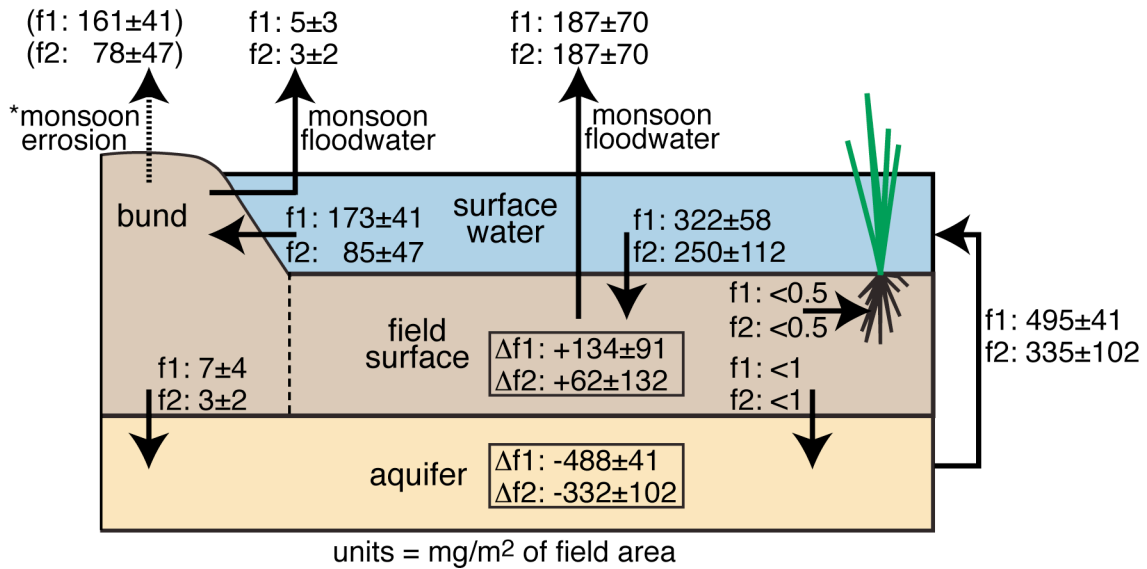 (f1: 161±41)
(f2: 78±47)
f1: 5±3
f2: 3±2
f1: 187±70
f2: 187±70
*monsoon
errosion
monsoon
floodwater
monsoon
floodwater
bund
f1: 173±41
f2: 85±47
surface
water
f1: 322±58
f2: 250±112
f1: <0.5
f2: <0.5
f1: 495±41
f2: 335±102
field
surface
Δf1: +134±91
Δf2: +62±132
f1: 7±4
f2: 3±2
f1: <1
f2: <1
aquifer
Δf1: -488±41
Δf2: -332±102
units = mg/m² of field area